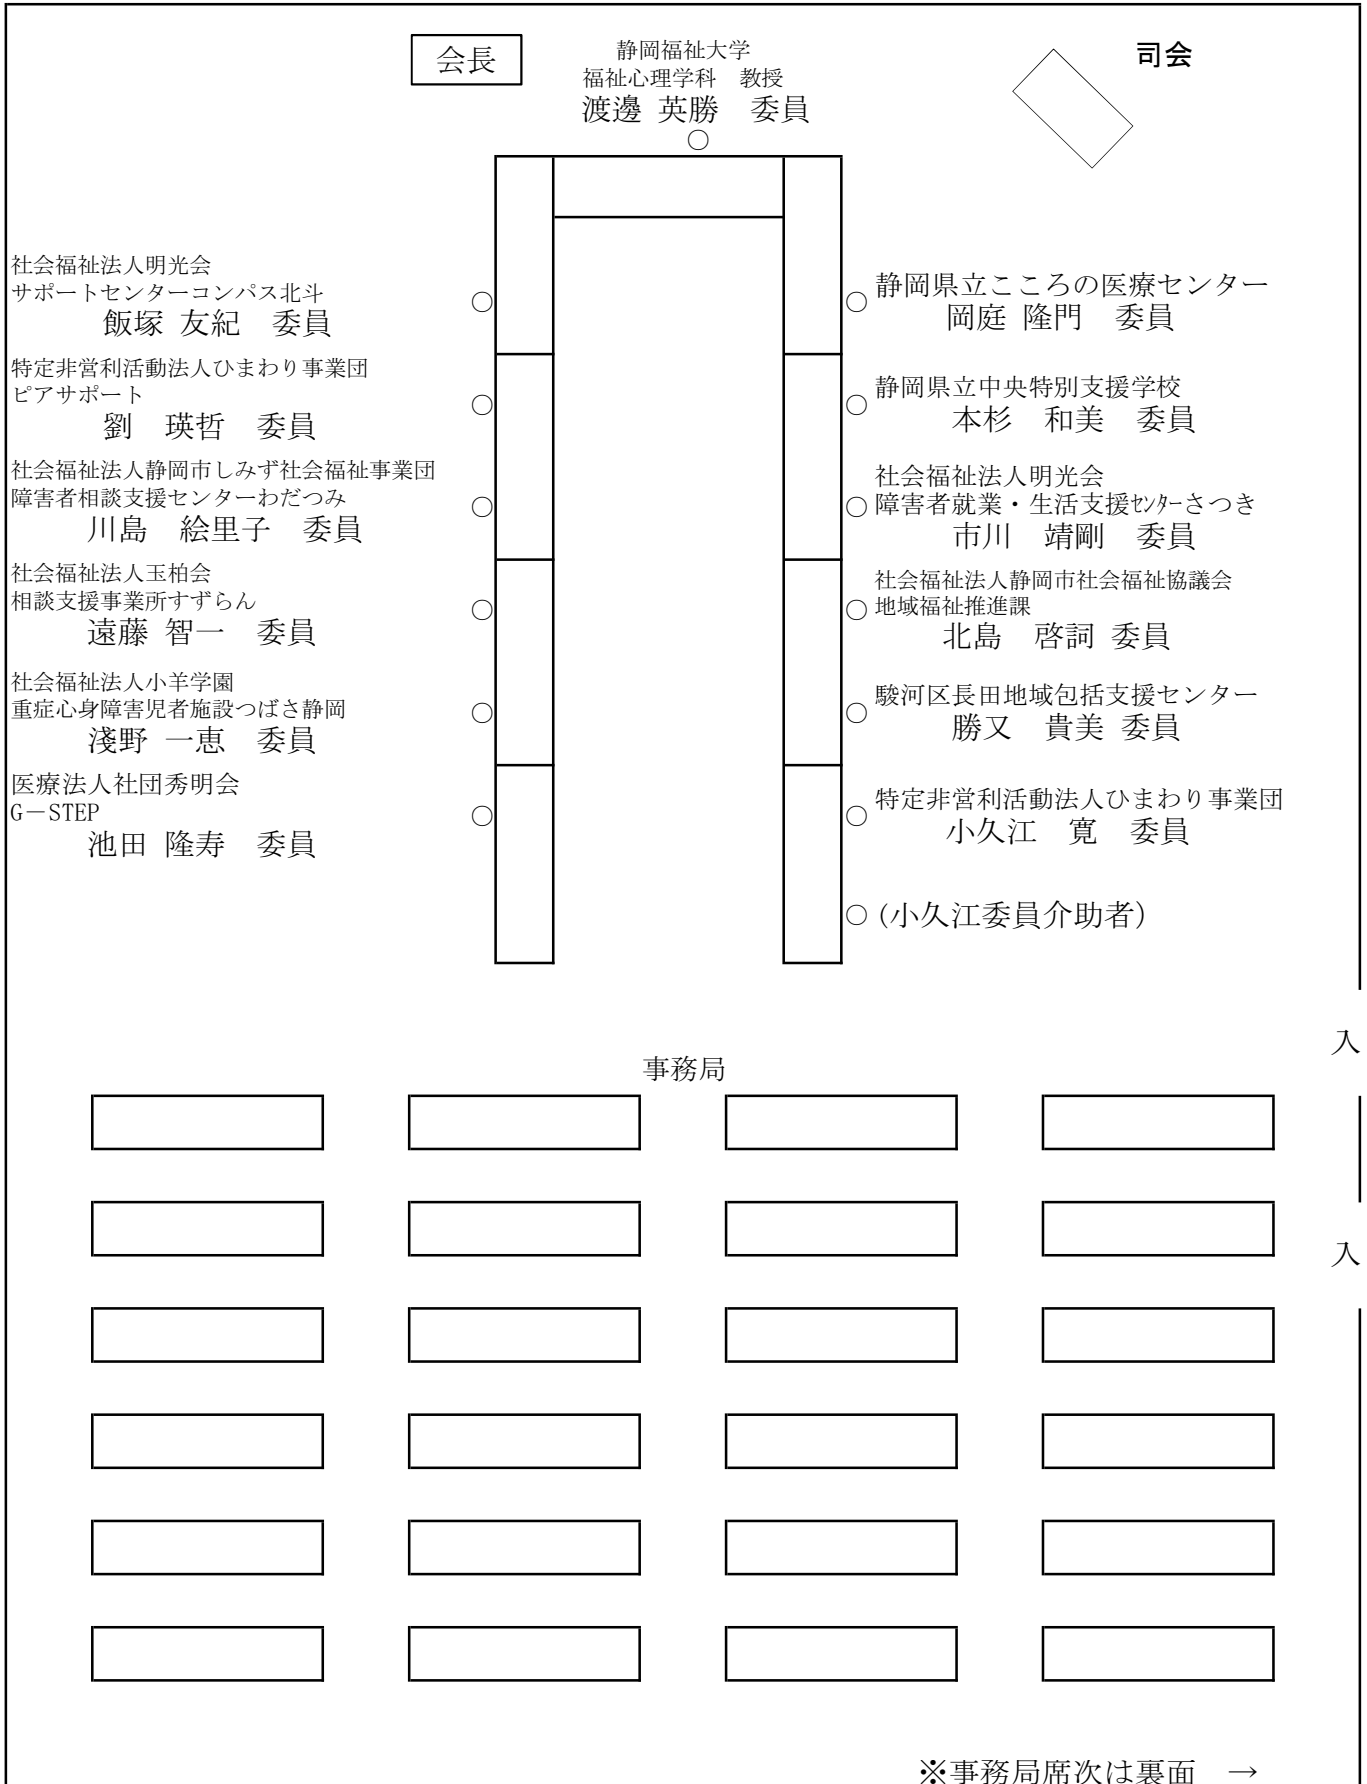 会長
静岡福祉大学
福祉心理学科　教授
渡邊 英勝　委員
○
司会
社会福祉法人明光会
サポートセンターコンパス北斗
飯塚 友紀　委員
○
特定非営利活動法人ひまわり事業団
ピアサポート
劉　瑛哲　委員
○
社会福祉法人静岡市しみず社会福祉事業団
障害者相談支援センターわだつみ
川島　絵里子　委員
○
社会福祉法人玉柏会
相談支援事業所すずらん
遠藤 智一　委員
○
社会福祉法人小羊学園
重症心身障害児者施設つばさ静岡
淺野 一恵　委員
○
医療法人社団秀明会
G－STEP
池田 隆寿　委員
○
○ 静岡県立こころの医療センター
岡庭 隆門　委員
○ 静岡県立中央特別支援学校
本杉　和美　委員
社会福祉法人明光会
○ 障害者就業・生活支援ｾﾝﾀｰさつき
市川　靖剛　委員
社会福祉法人静岡市社会福祉協議会
○ 地域福祉推進課
北島　啓詞 委員
○ 駿河区長田地域包括支援センター
勝又　貴美 委員
○ 特定非営利活動法人ひまわり事業団
小久江　寛　委員
○ (小久江委員介助者)
入
事務局
入
※事務局席次は裏面　→